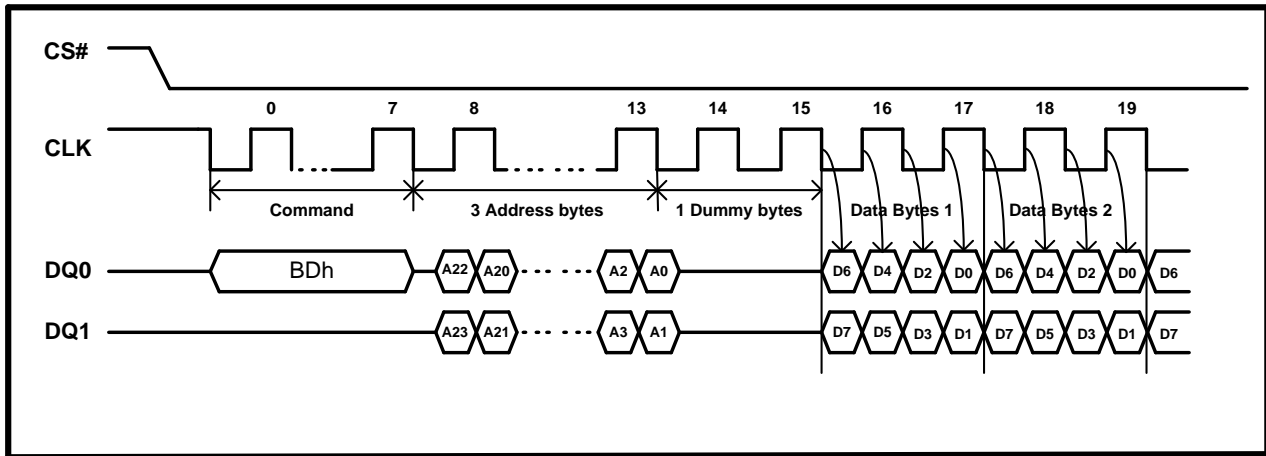 CS#
0 7 8 13 14 15 16 17 18 19
CLK
Command 3 Address bytes 1 Dummy bytes Data Bytes 1 Data Bytes 2
DQ0 BDh A22 A20 A2 A0 D6 D4 D2 D0 D6 D4 D2 D0 D6
DQ1 A23 A21 A3 A1 D7 D5 D3 D1 D7 D5 D3 D1 D7